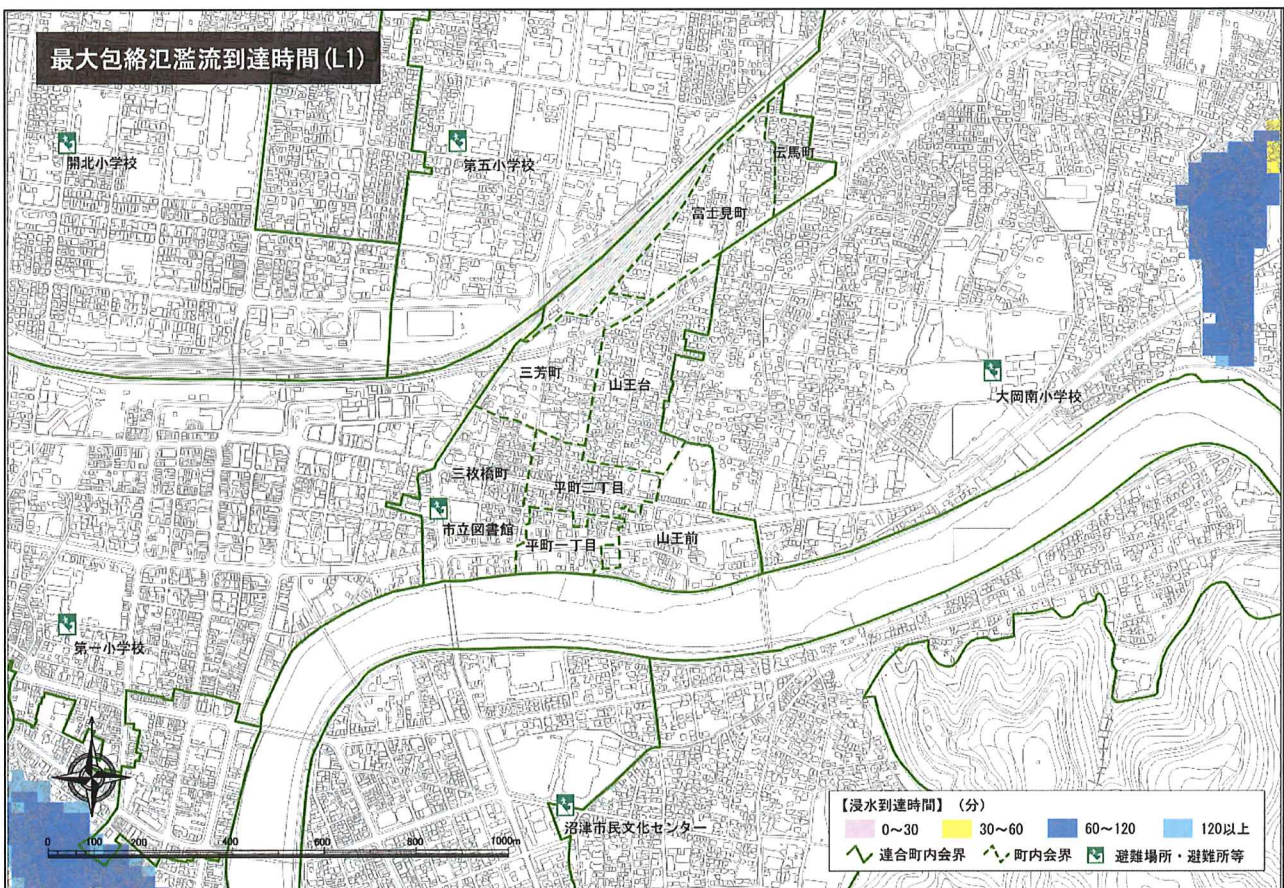 最大包絡氾濫流到達時間(L1)
開北小学校
第五小学校
伝馬町
富士見町
三芳町
山王台
大岡南小学校
三枚橋町
平町二丁目
市立図書館
平町一丁目
山王前
第一小学校
沼津市民文化センター
0 100 200 400 600 800 1000m
【浸水到達時間】(分)
0~30 30~60 60~120 120以上
連合町内会界 町内会界 避難場所・避難所等